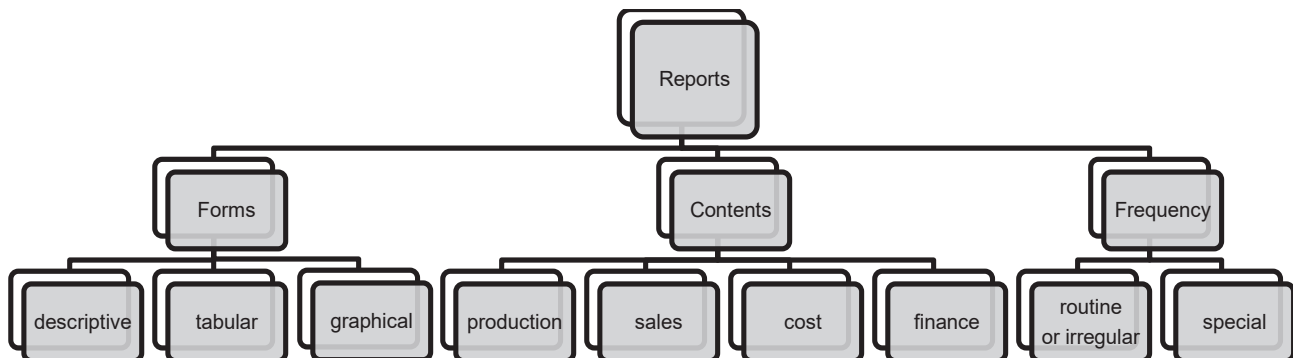 Reports
Forms
Contents
Frequency
descriptive
tabular
graphical
production
sales
cost
finance
routine
or irregular
special